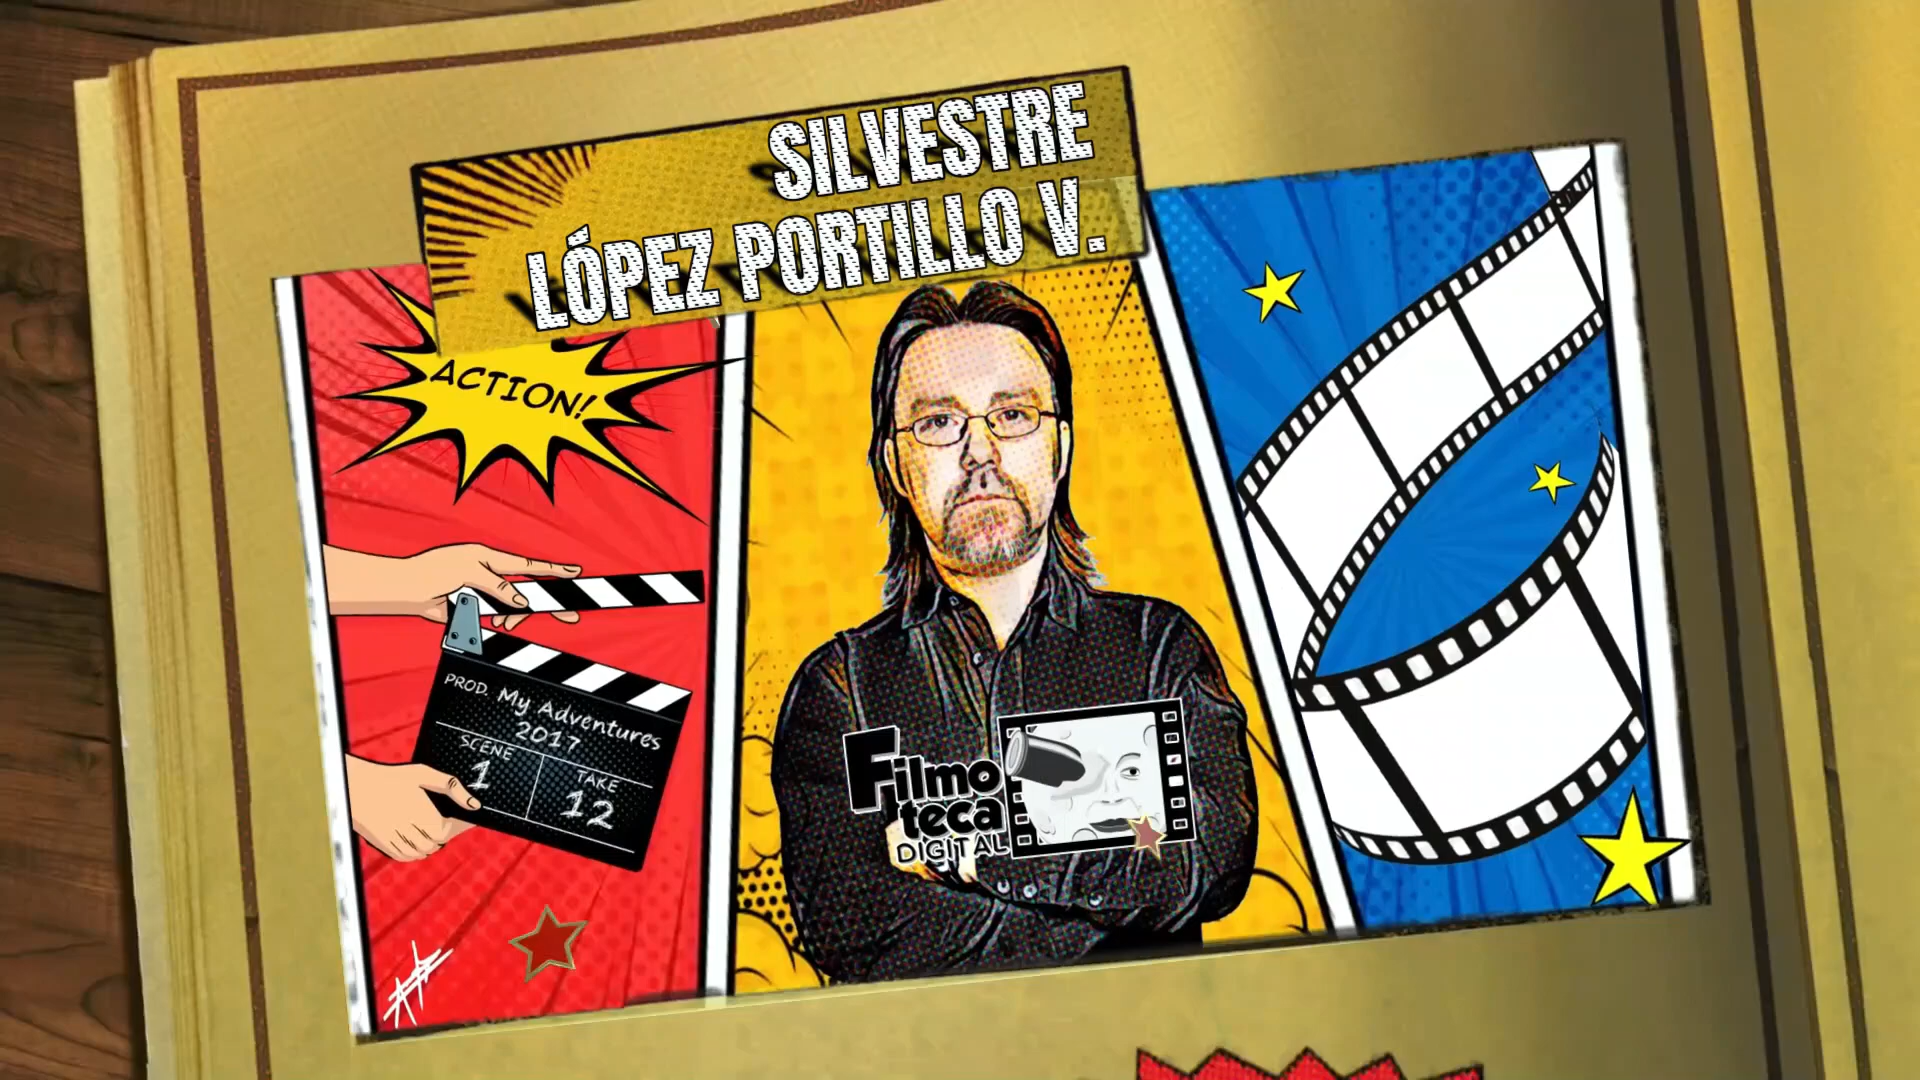 SILVESTRE
LÓPEZ PORTILLO V.
ACTION!
PROD. My Adventures
2017
SCENE
1
TAKE
12
Filmo
teca
DIGITAL